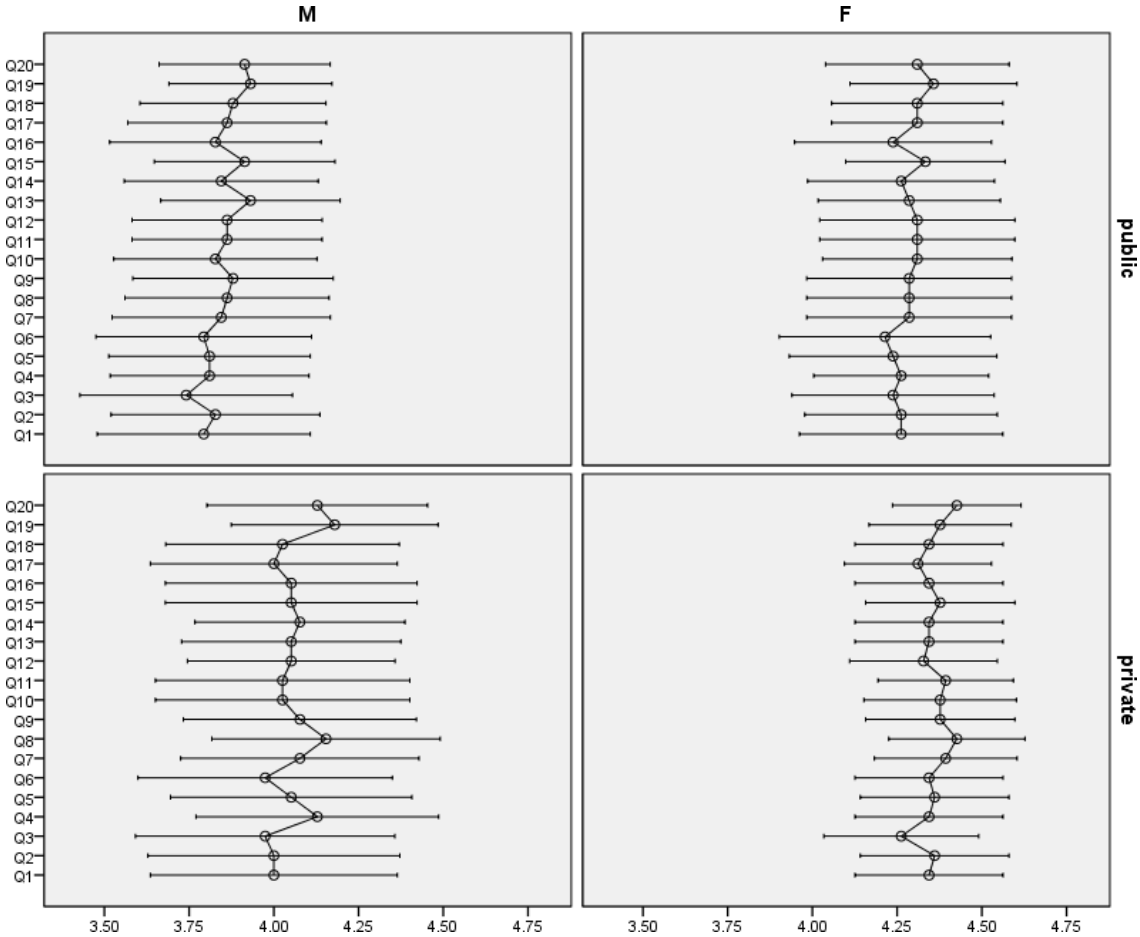 M F
Q20
Q19
Q18
Q17
Q16
Q15
Q14
Q13
Q12
Q11
Q10
Q9
Q8
Q7
Q6
Q5
Q4
Q3
Q2
Q1
public
Q20
Q19
Q18
Q17
Q16
Q15
Q14
Q13
Q12
Q11
Q10
Q9
Q8
Q7
Q6
Q5
Q4
Q3
Q2
Q1
private
3.50 3.75 4.00 4.25 4.50 4.75 3.50 3.75 4.00 4.25 4.50 4.75